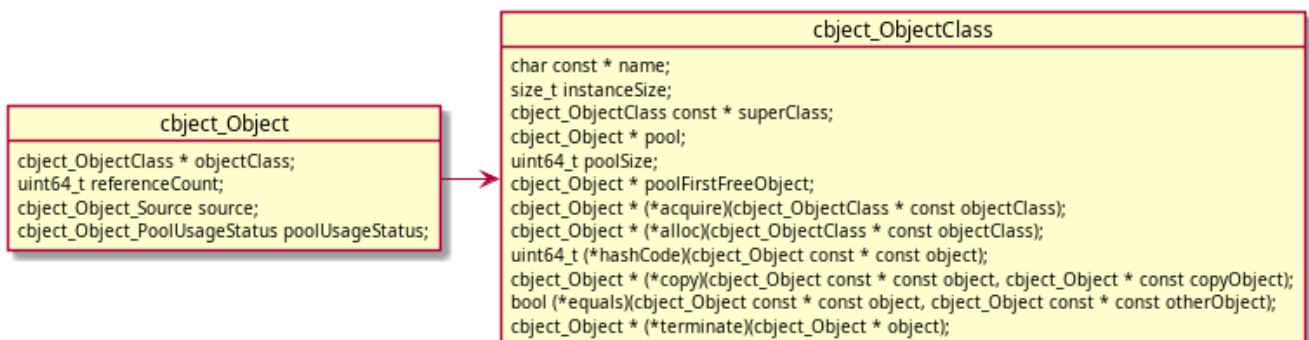 cbject_Object
cbject_ObjectClass * objectClass;
uint64_t referenceCount;
cbject_Object_Source source;
cbject_Object_PoolUsageStatus poolUsageStatus;
cbject_ObjectClass
char const * name;
size_t instanceSize;
cbject_ObjectClass const * superClass;
cbject_Object * pool;
uint64_t poolSize;
cbject_Object * poolFirstFreeObject;
cbject_Object * (*acquire)(cbject_ObjectClass * const objectClass);
cbject_Object * (*alloc)(cbject_ObjectClass * const objectClass);
uint64_t (*hashCode)(cbject_Object const * const object);
cbject_Object * (*copy)(cbject_Object const * const object, cbject_Object * const copyObject);
bool (*equals)(cbject_Object const * const object, cbject_Object const * const otherObject);
cbject_Object * (*terminate)(cbject_Object * object);